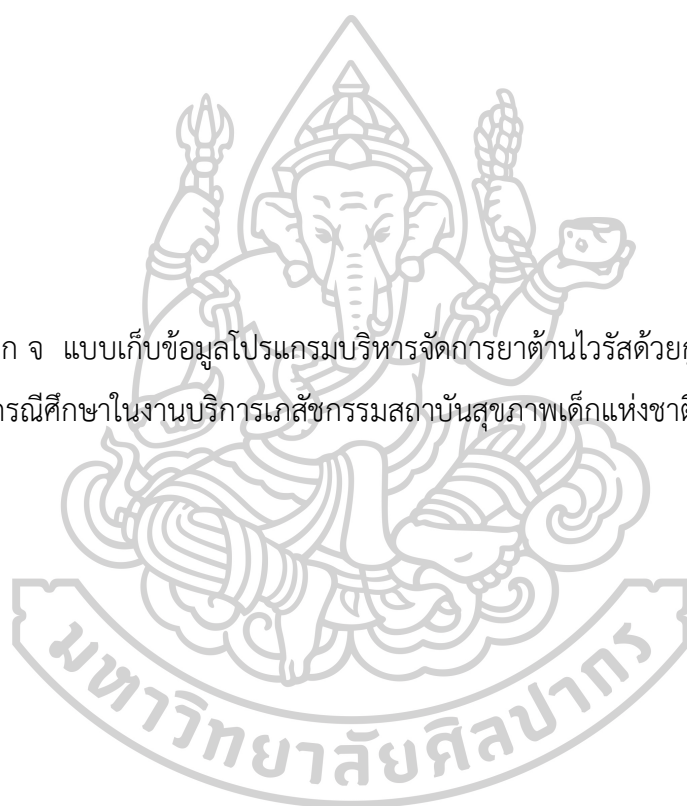 ก จ แบบเก็บข้อมูลโปรแกรมบริหารจัดการยาต้านไวรัสด้วย
กรณีศึกษาในงานบริการเภสัชกรรมสถาบันสุขภาพเด็กแห่งชาติ
มหาวิทยาลัยศิลปากร